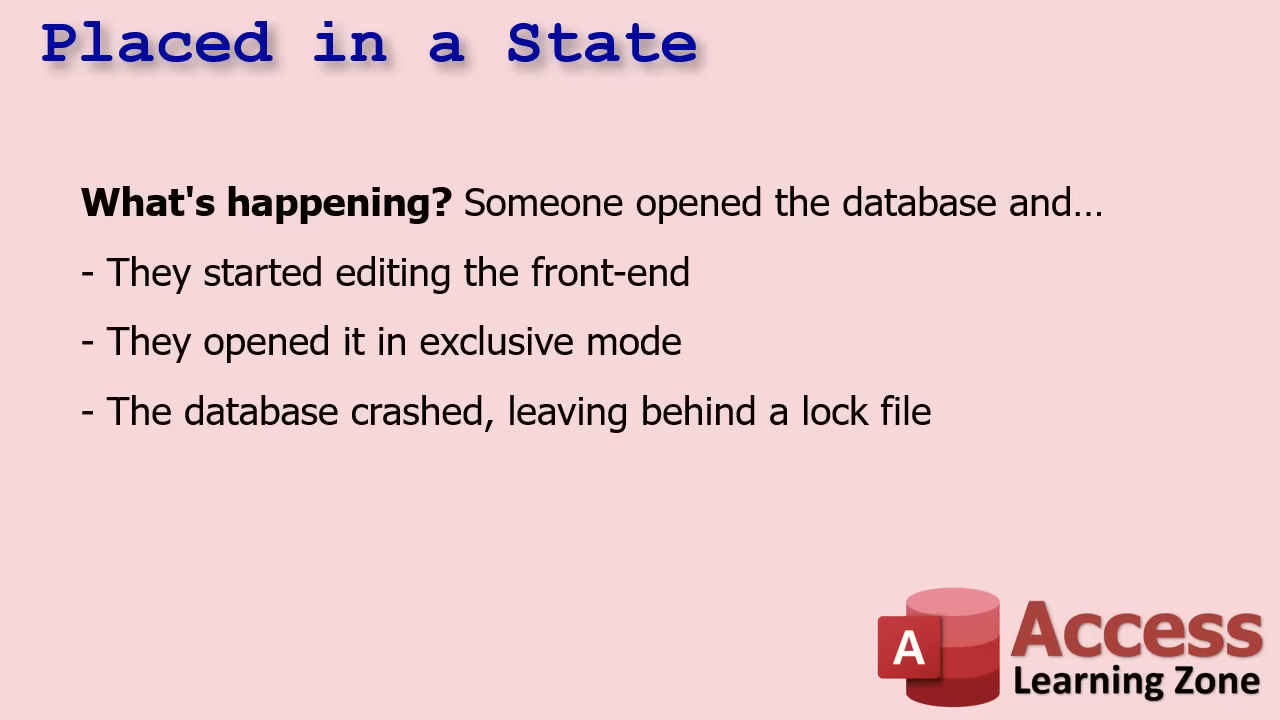 Placed in a State
What's happening? Someone opened the database and...
- They started editing the front-end
- They opened it in exclusive mode
- The database crashed, leaving behind a lock file
A
Access
Learning Zone